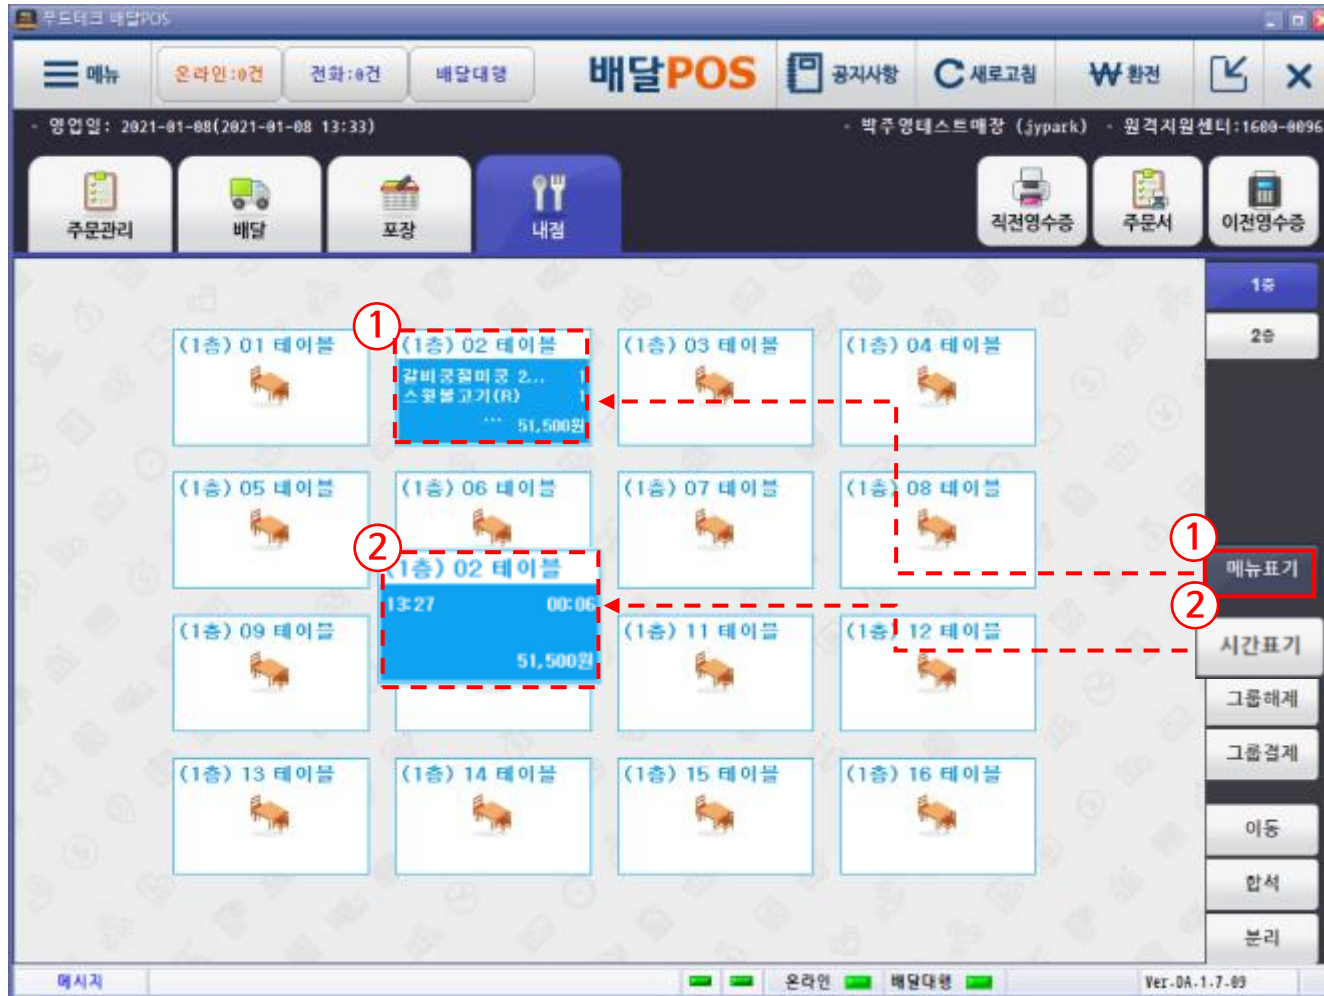 푸드테크 배달POS
메뉴
온라인:0건
전화:0건
배달대행
배달POS
공지사항
새로고침
환전
- 영업일: 2021-01-08(2021-01-08 13:33)
- 박주영테스트매장 (jypark)
- 원격지원센터:1600-0096
주문관리
배달
포장
내점
직전영수증
주문서
이전영수증
1층
2층
①
(1층) 01 테이블
(1층) 02 테이블
(1층) 03 테이블
(1층) 04 테이블
갈비쿵절미쿵 2... 1
스윗불고기(R) 1
... 51,500원
(1층) 05 테이블
(1층) 06 테이블
(1층) 07 테이블
(1층) 08 테이블
①
메뉴표기
②
(1층) 02 테이블
13:27 00:06
51,500원
②
시간표기
(1층) 09 테이블
(1층) 11 테이블
(1층) 12 테이블
그룹해제
그룹결제
(1층) 13 테이블
(1층) 14 테이블
(1층) 15 테이블
(1층) 16 테이블
이동
합석
분리
메시지
온라인
배달대행
Ver.DA.1.7.09